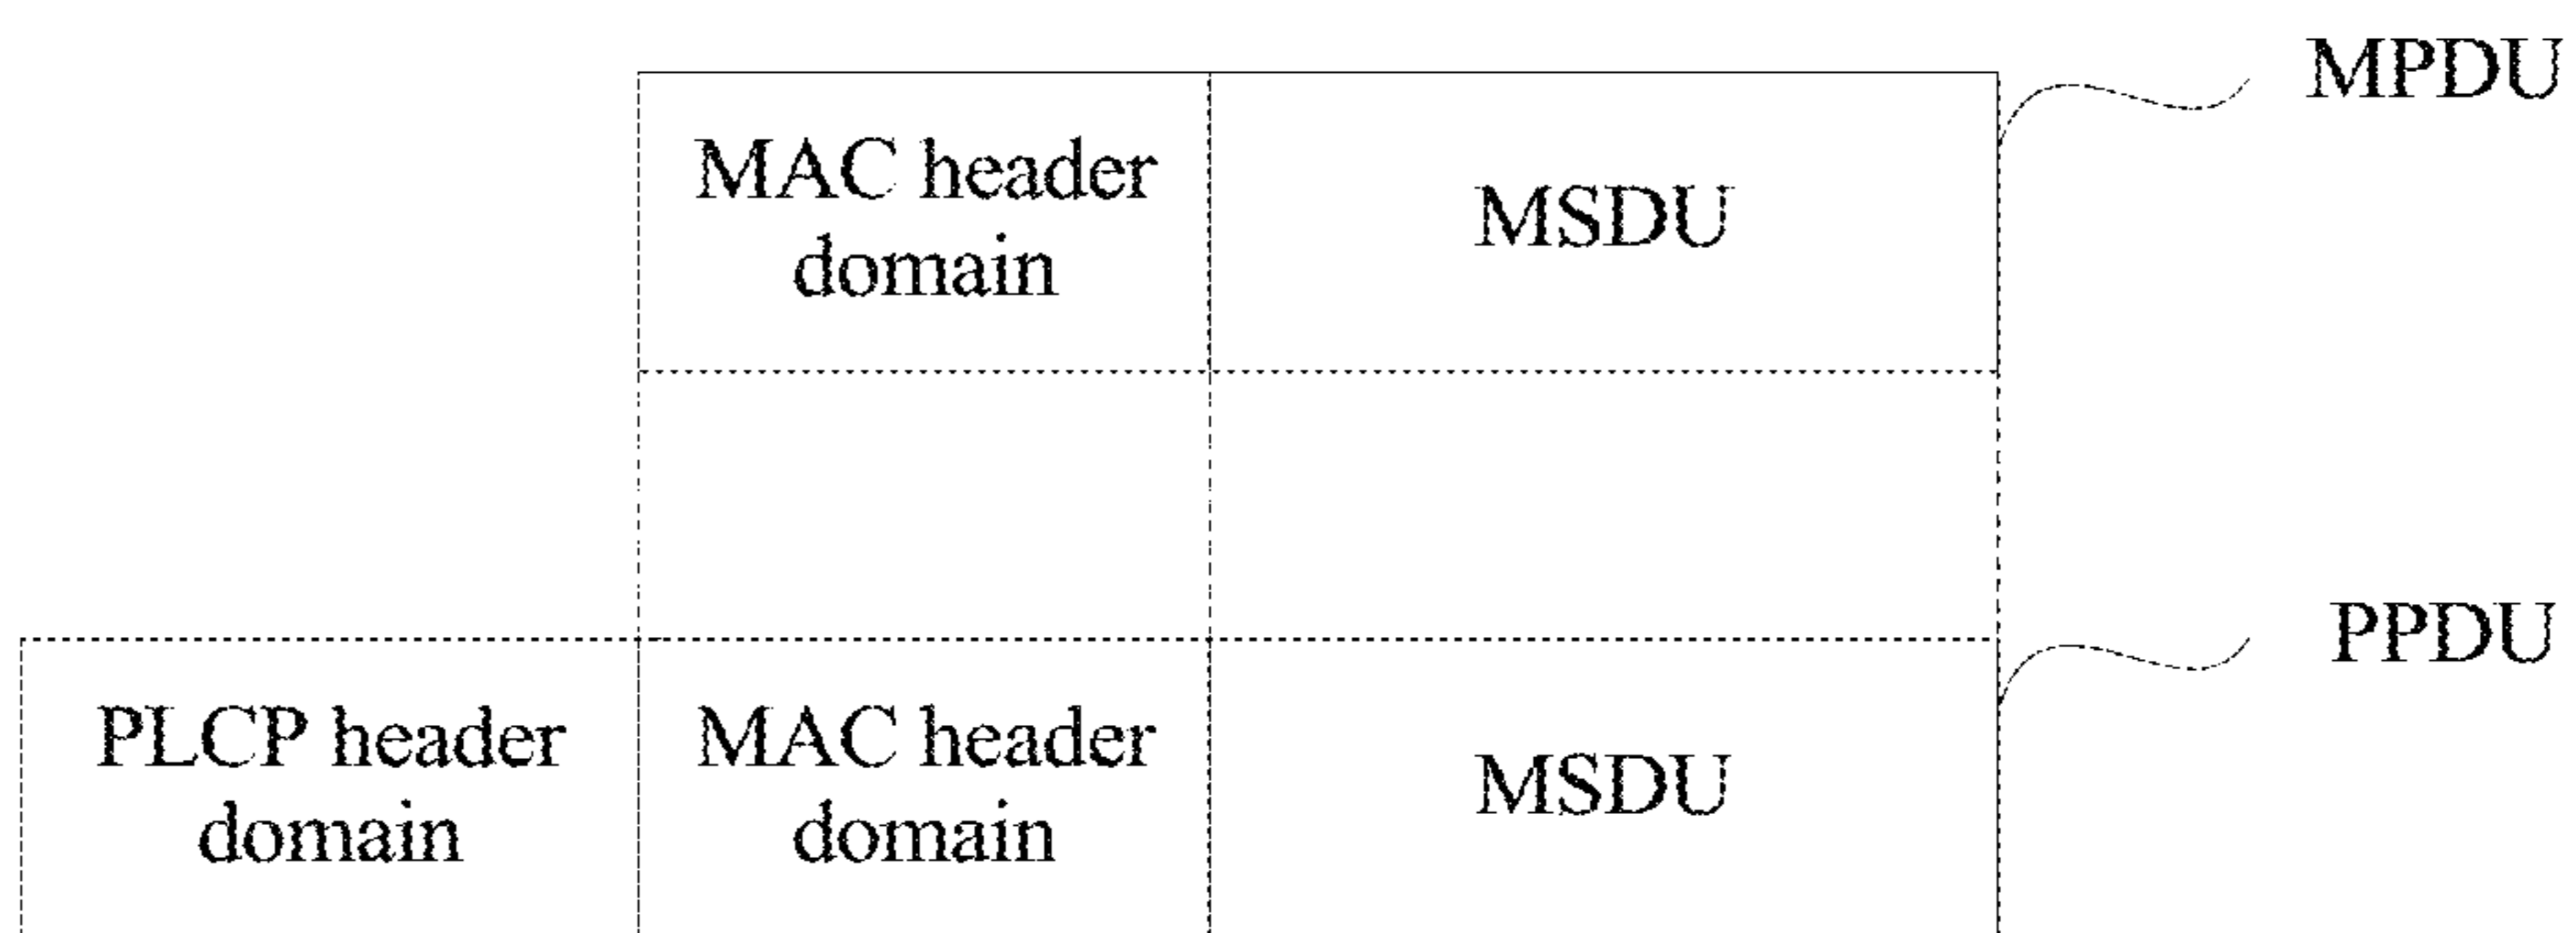 MPDU
MAC header
domain
MSDU
PPDU
PLCP header
domain
MAC header
domain
MSDU